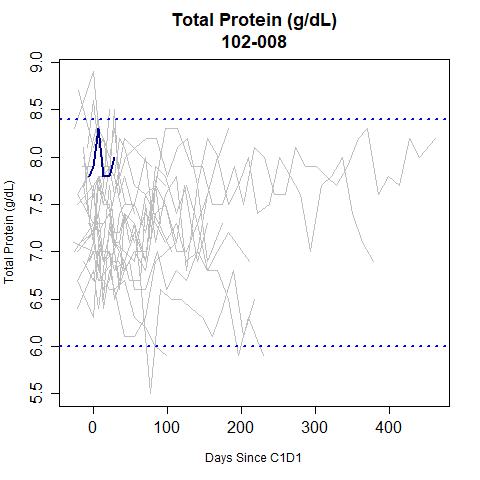 Total Protein (g/dL)
102-008
Total Protein (g/dL)
9.0
8.5
8.0
7.5
7.0
6.5
6.0
5.5
0 100 200 300 400
Days Since C1D1